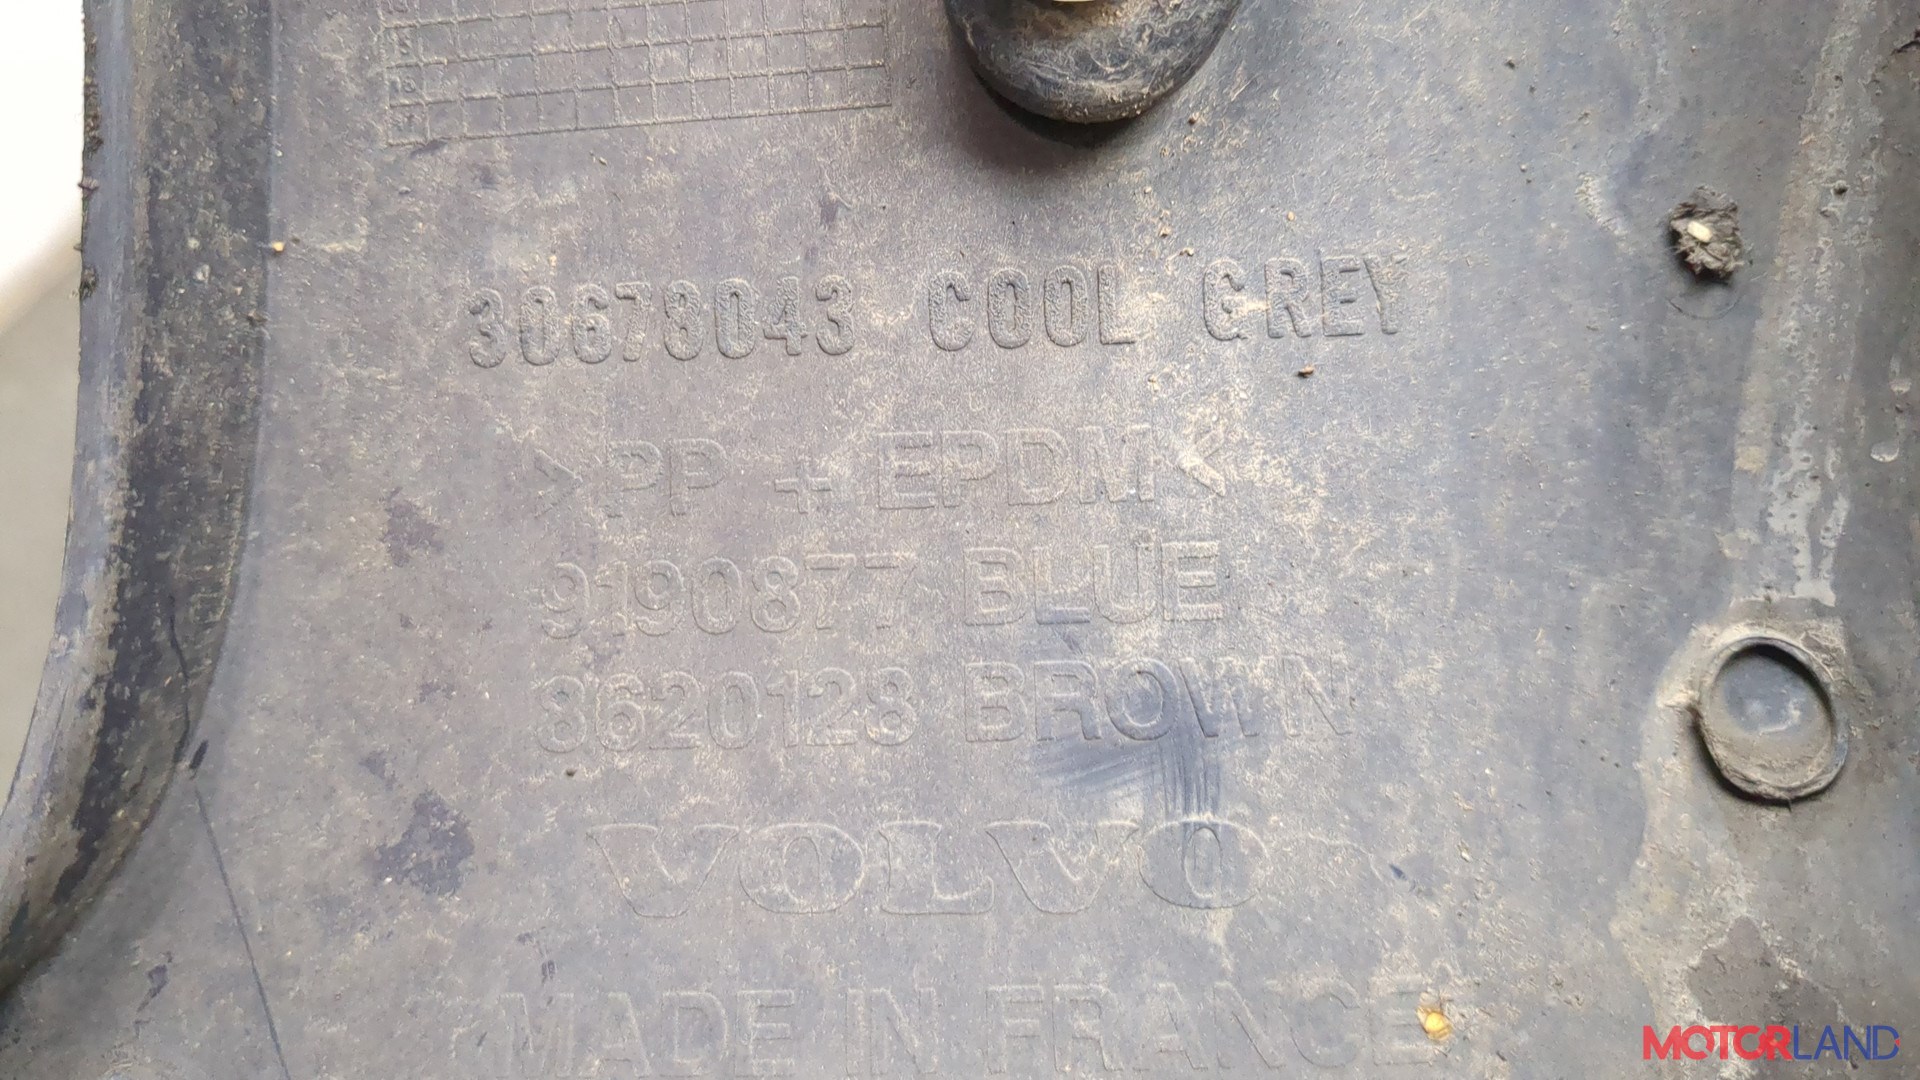 30678043 COOL GREY
>PP + EPDM<
9190877 BLUE
8620128 BROWN
VOLVO
MADE IN FRANCE
MOTORLAND